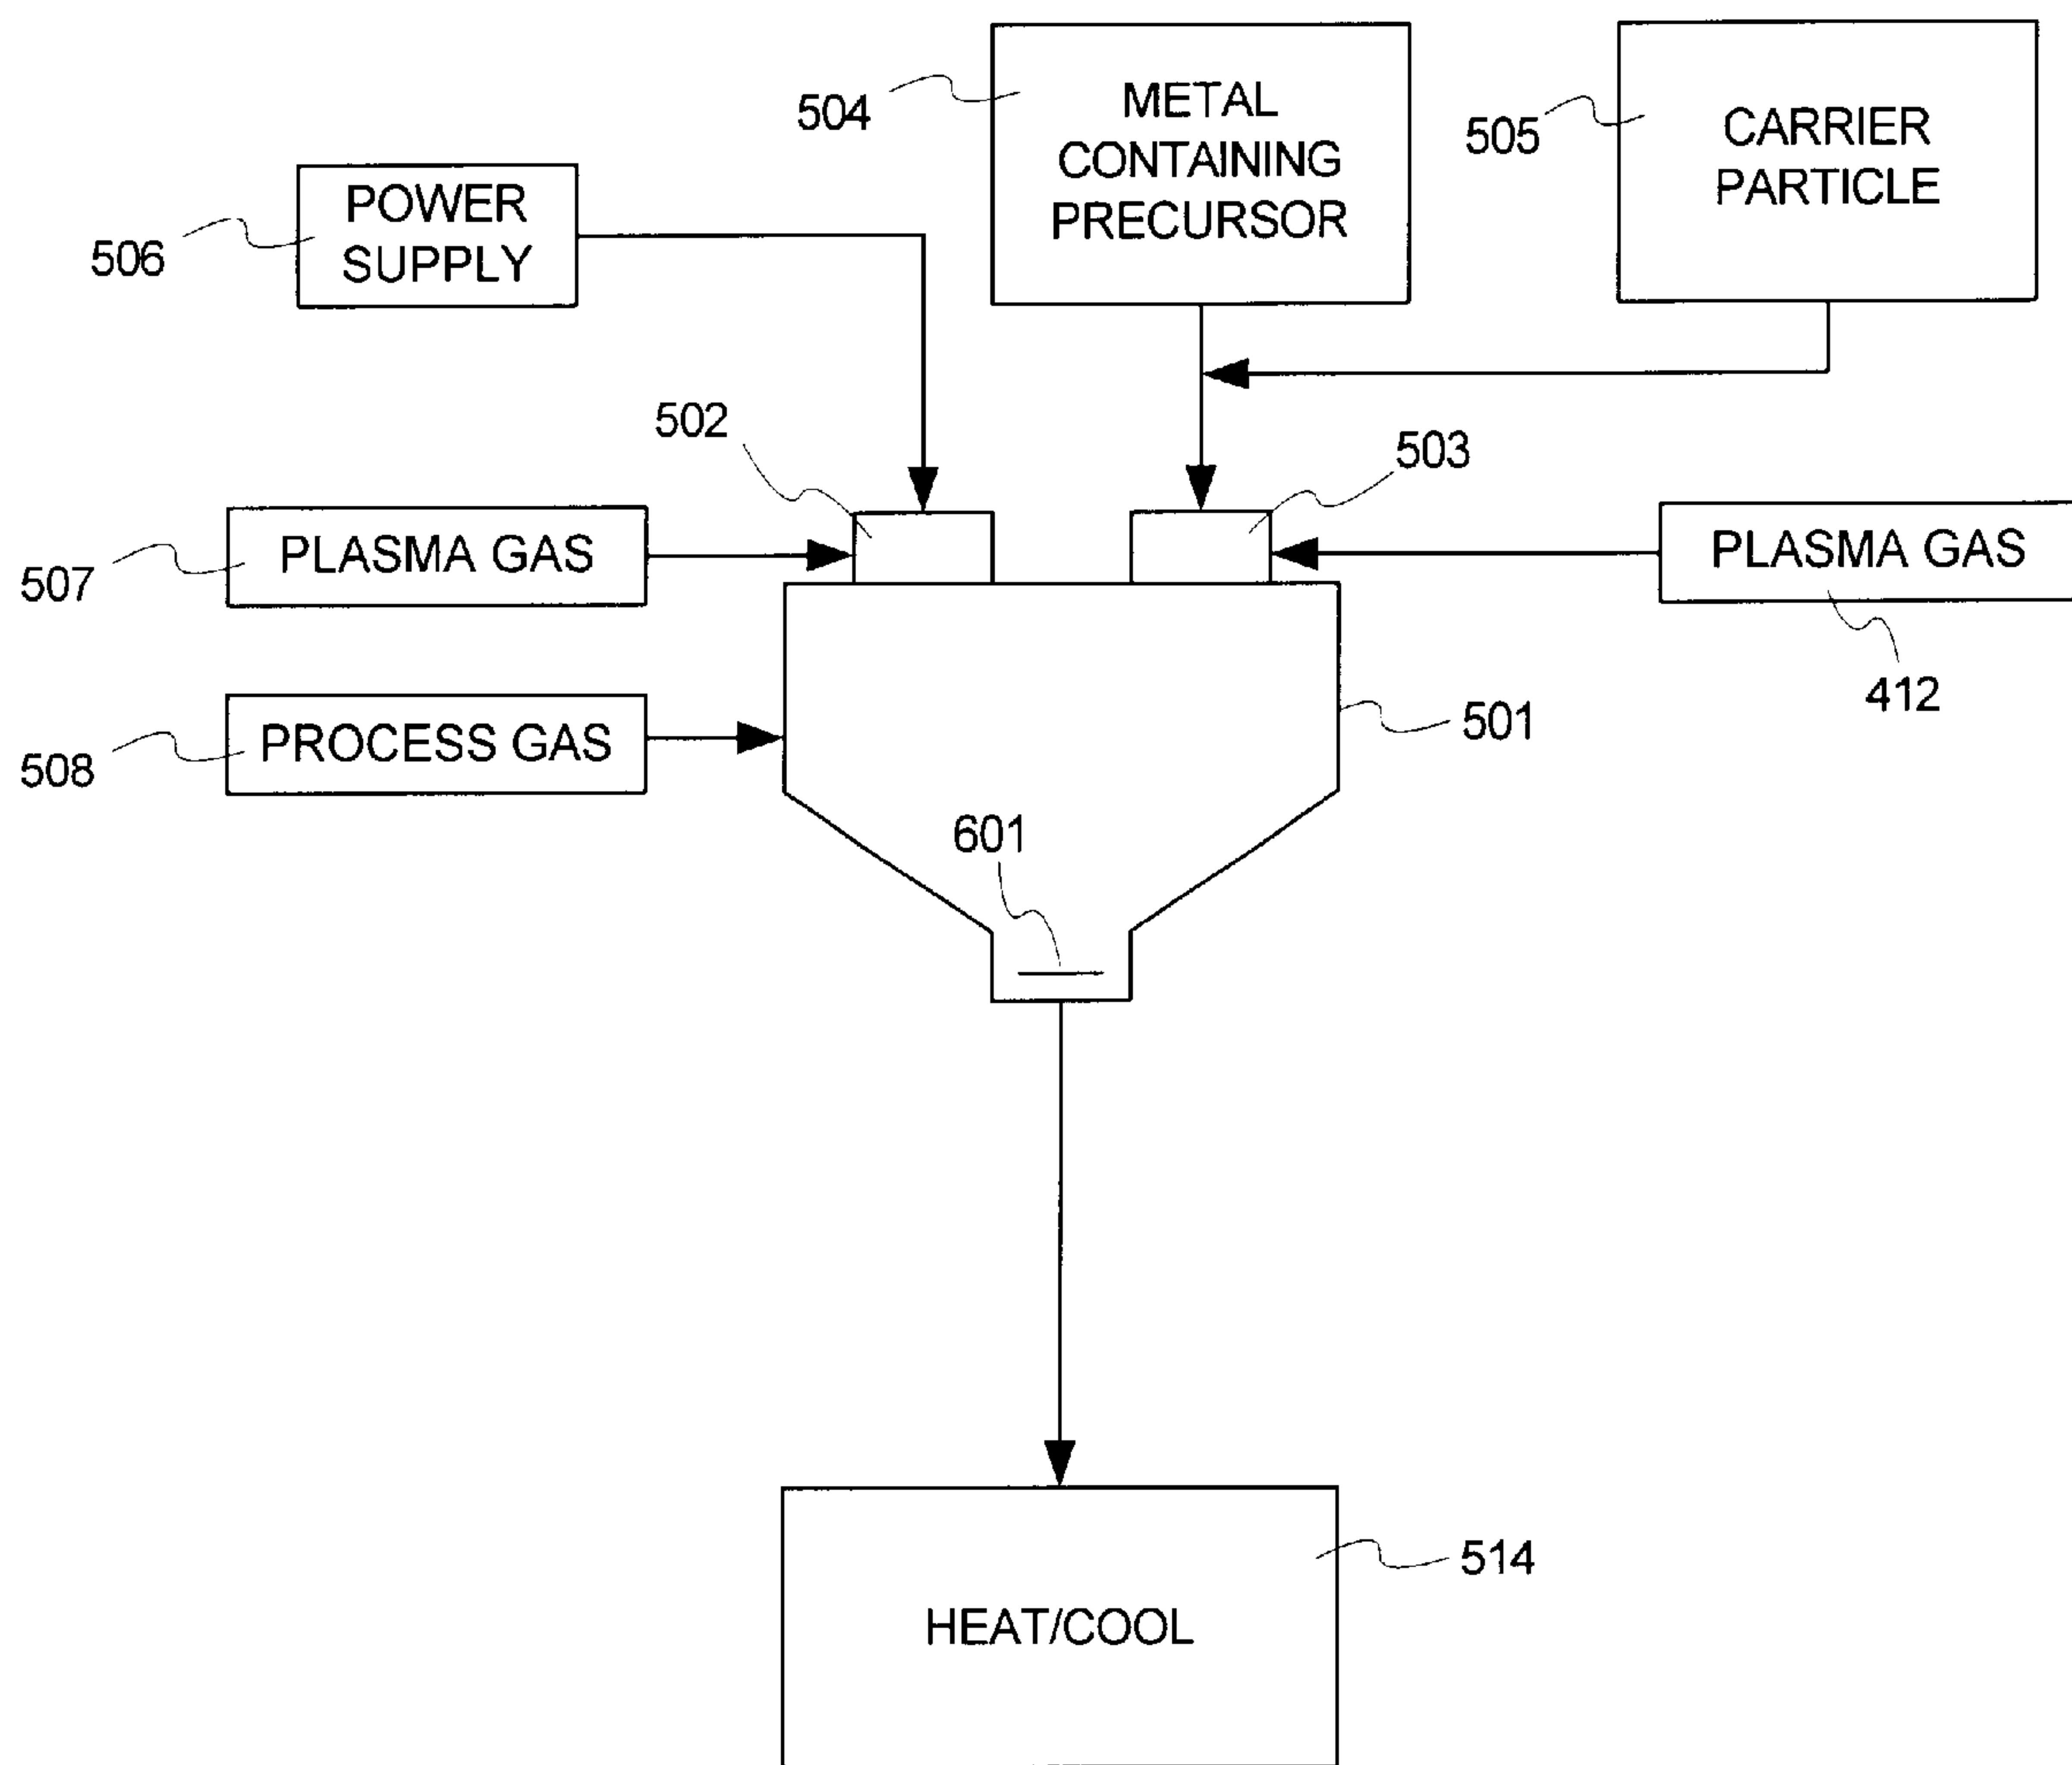 504
METAL
CONTAINING
PRECURSOR
505
CARRIER
PARTICLE
506
POWER
SUPPLY
502
503
507
PLASMA GAS
PLASMA GAS
412
508
PROCESS GAS
501
601
514
HEAT/COOL